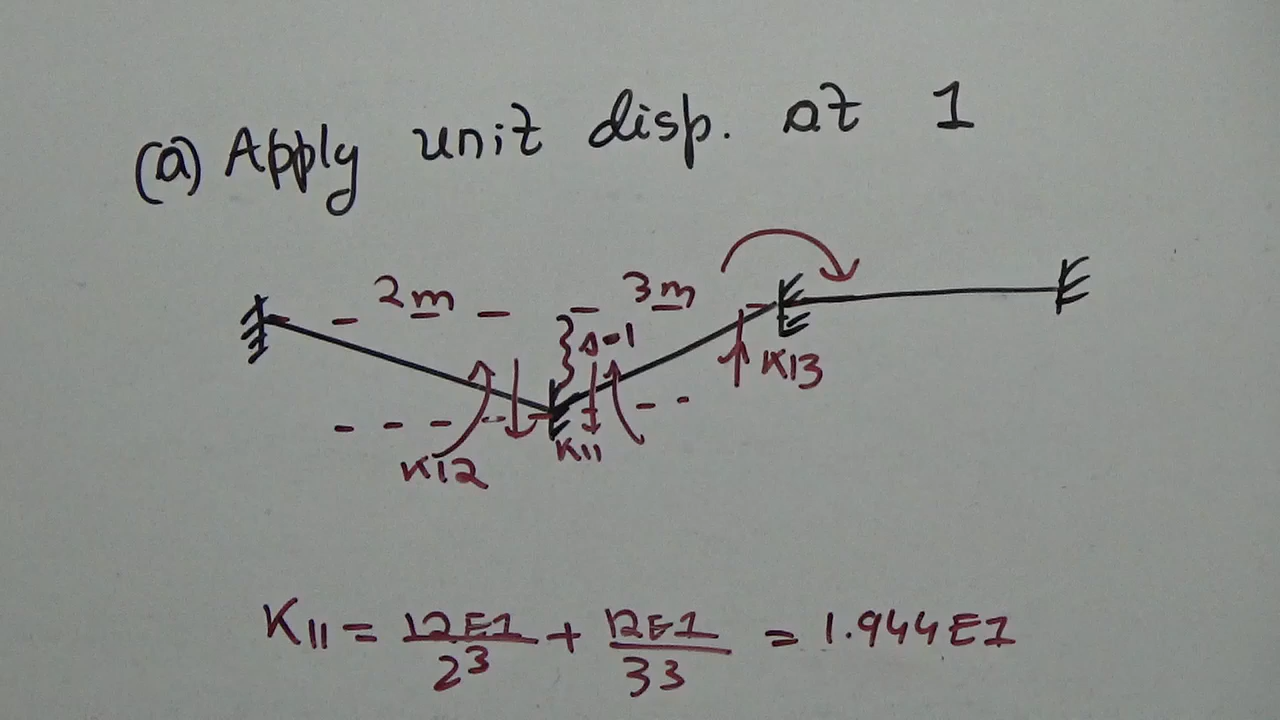 (a) Apply unit disp. at 1
2m 3m
Δ=1
K13
K11
K12
K11 = 12EI/2³ + 12EI/3³ = 1.944EI